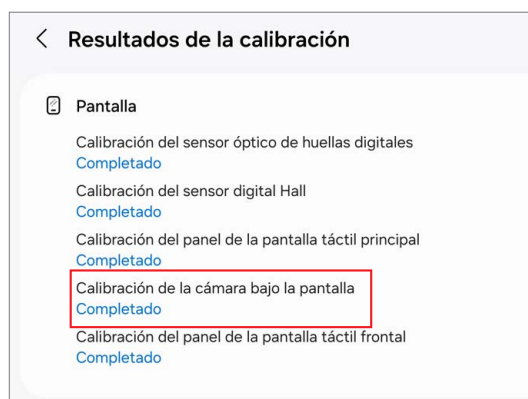 Resultados de la calibración
Pantalla
Calibración del sensor óptico de huellas digitales
Completado
Calibración del sensor digital Hall
Completado
Calibración del panel de la pantalla táctil principal
Completado
Calibración de la cámara bajo la pantalla
Completado
Calibración del panel de la pantalla táctil frontal
Completado